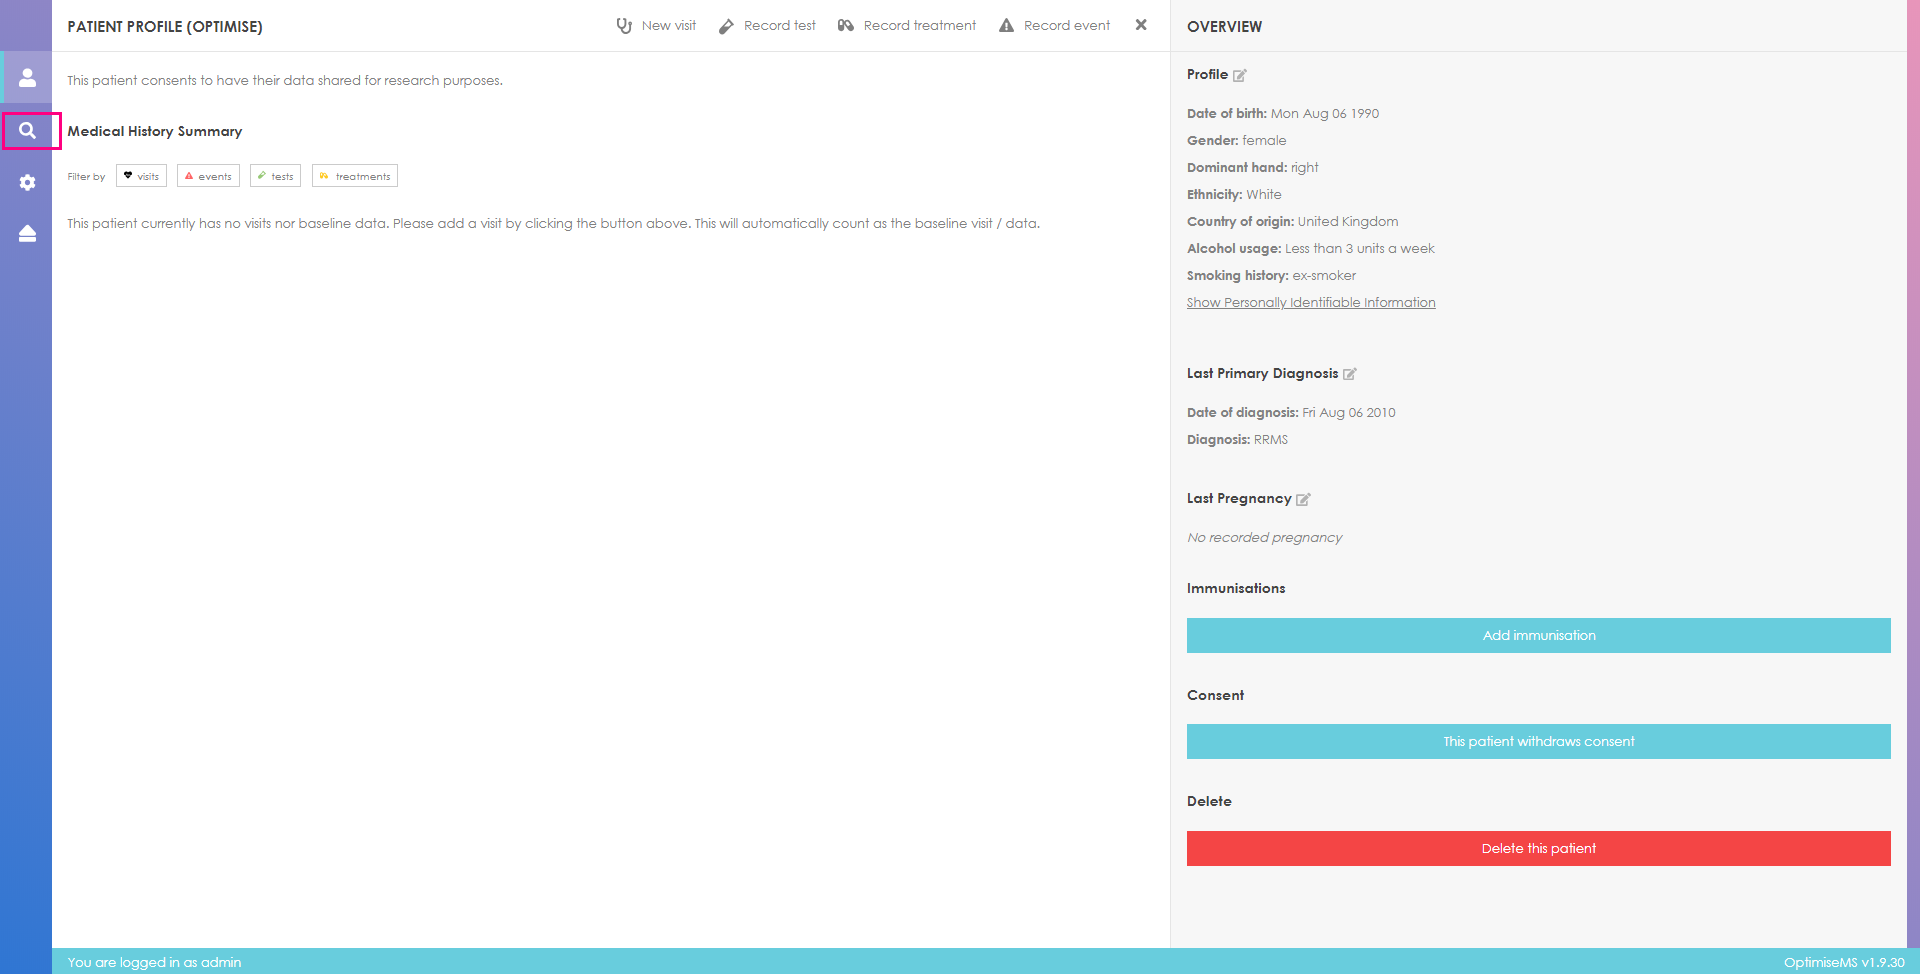 PATIENT PROFILE (OPTIMISE)
New visit
Record test
Record treatment
Record event
This patient consents to have their data shared for research purposes.
Medical History Summary
Filter by
visits
events
tests
treatments
This patient currently has no visits nor baseline data. Please add a visit by clicking the button above. This will automatically count as the baseline visit / data.
OVERVIEW
Profile
Date of birth: Mon Aug 06 1990
Gender: female
Dominant hand: right
Ethnicity: White
Country of origin: United Kingdom
Alcohol usage: Less than 3 units a week
Smoking history: ex-smoker
Show Personally Identifiable Information
Last Primary Diagnosis
Date of diagnosis: Fri Aug 06 2010
Diagnosis: RRMS
Last Pregnancy
No recorded pregnancy
Immunisations
Add immunisation
Consent
This patient withdraws consent
Delete
Delete this patient
You are logged in as admin
OptimiseMS v1.9.30